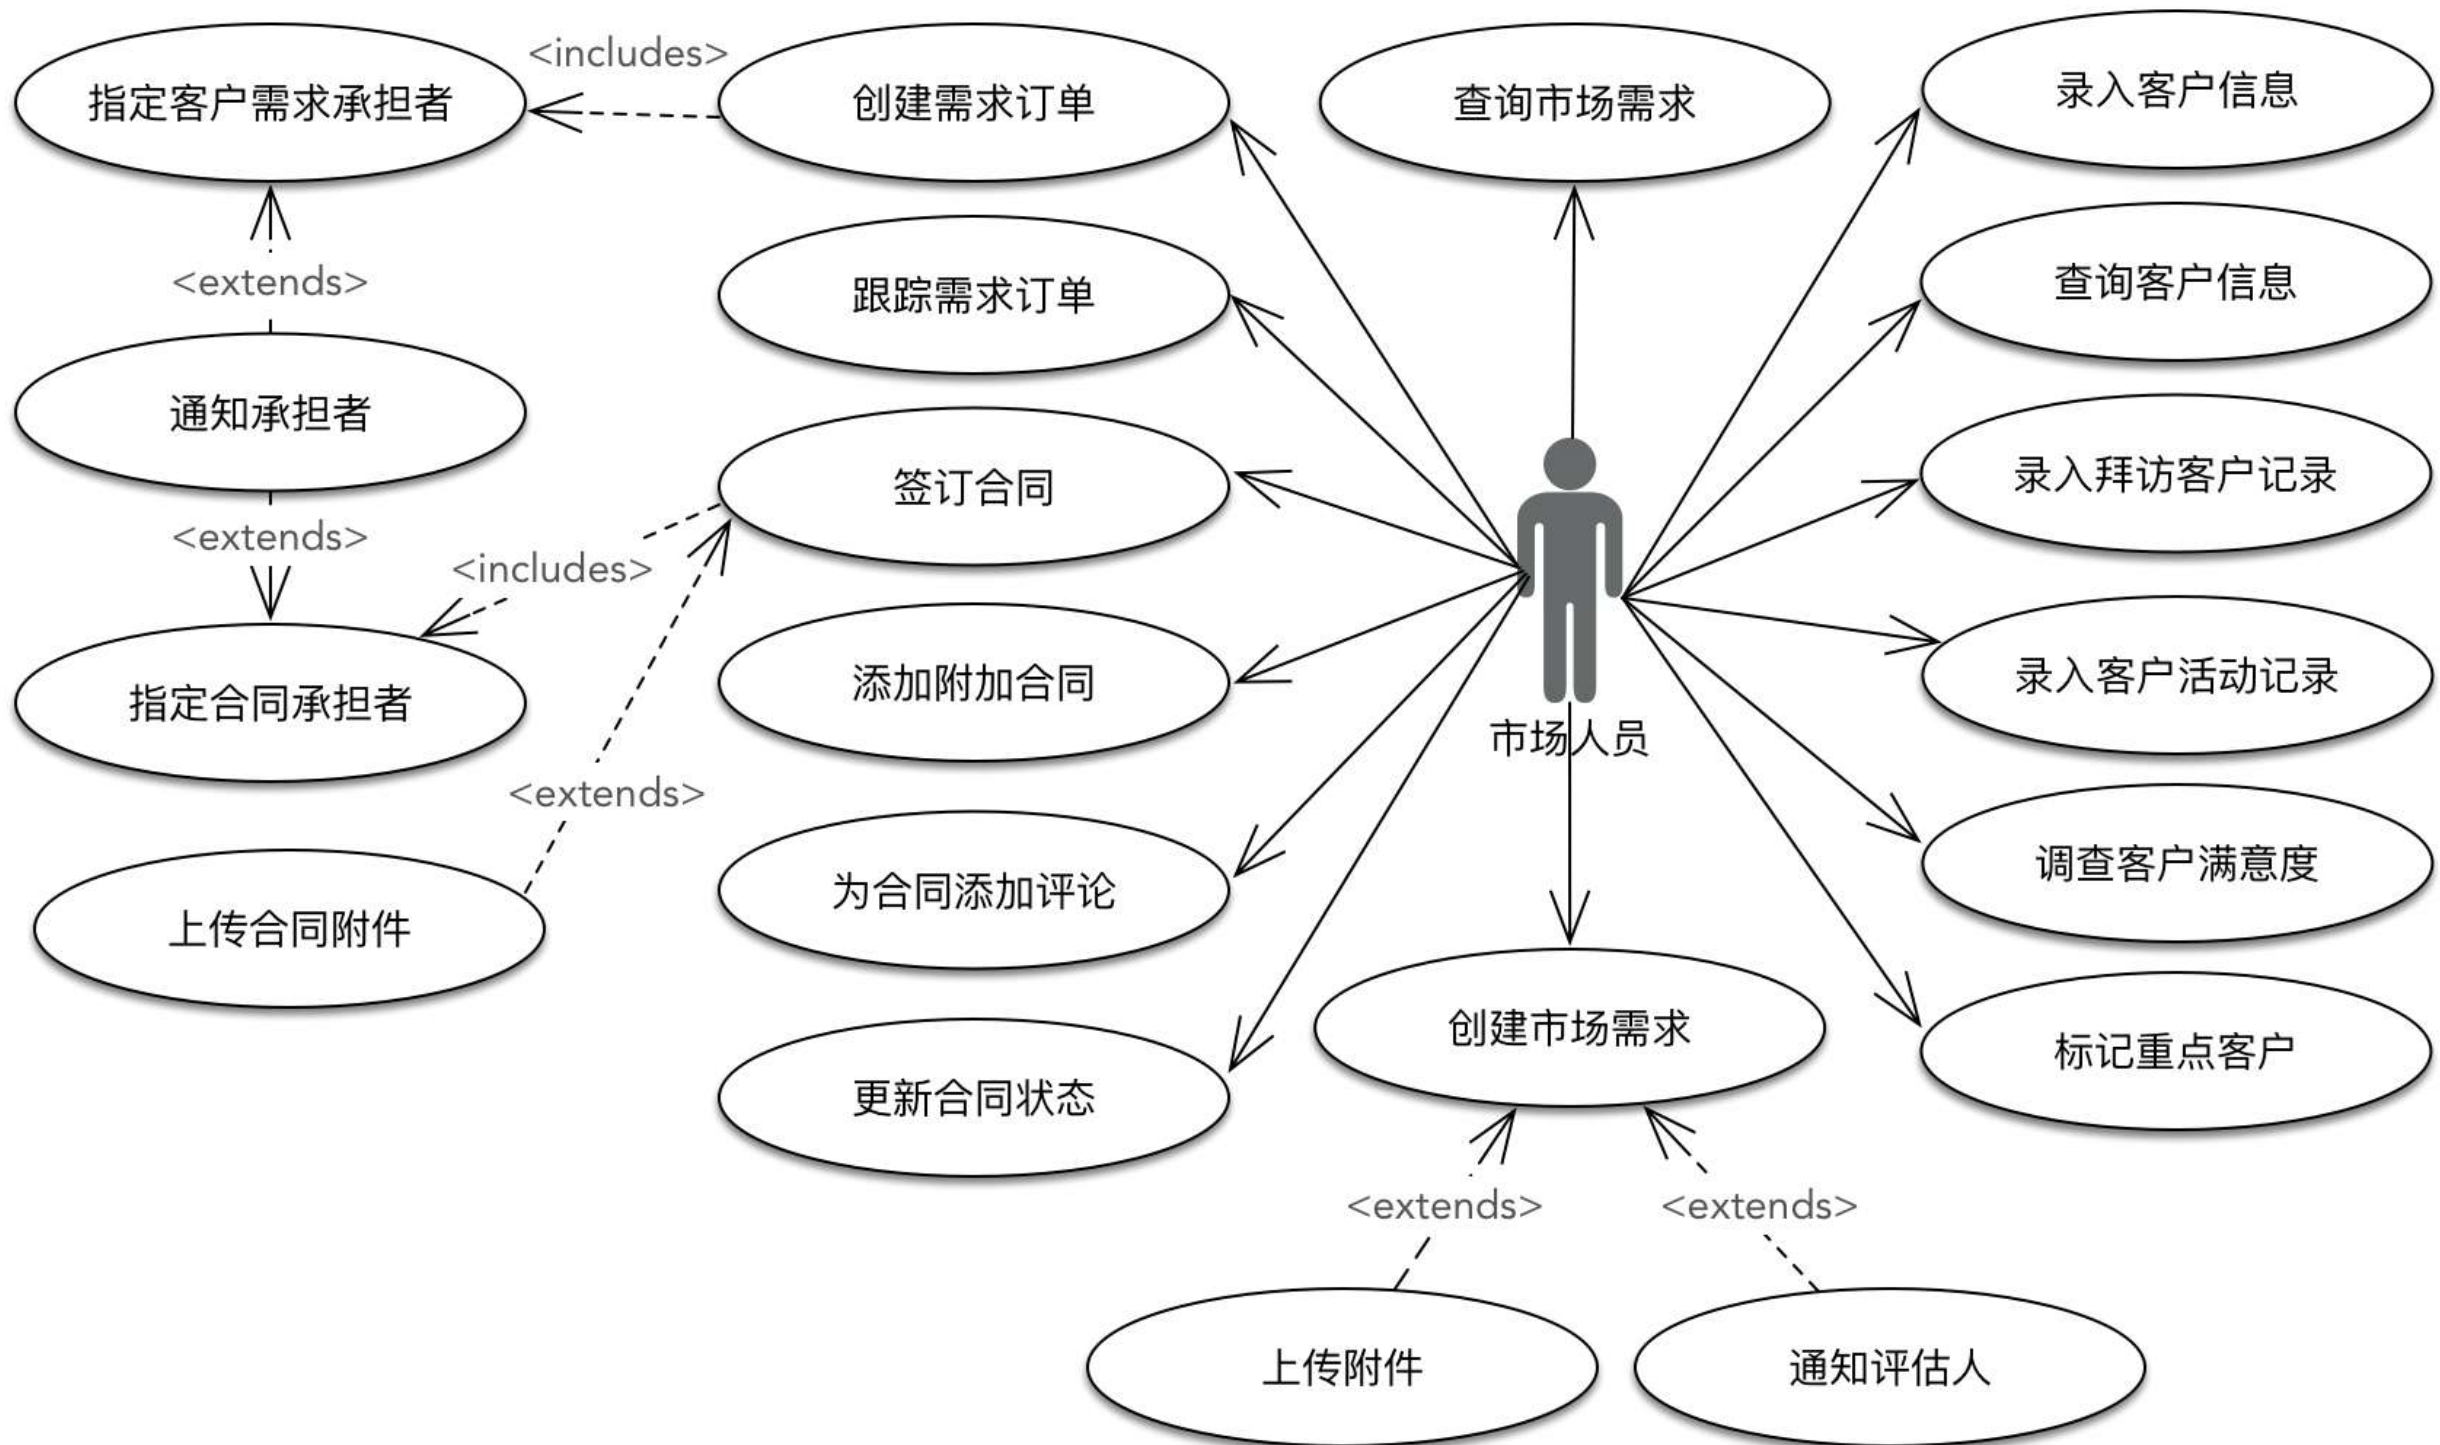 指定客户需求承担者
<includes>
创建需求订单
查询市场需求
录入客户信息
<extends>
跟踪需求订单
查询客户信息
通知承担者
签订合同
录入拜访客户记录
<extends>
<includes>
指定合同承担者
添加附加合同
市场人员
录入客户活动记录
<extends>
上传合同附件
为合同添加评论
调查客户满意度
更新合同状态
创建市场需求
标记重点客户
<extends>
<extends>
上传附件
通知评估人